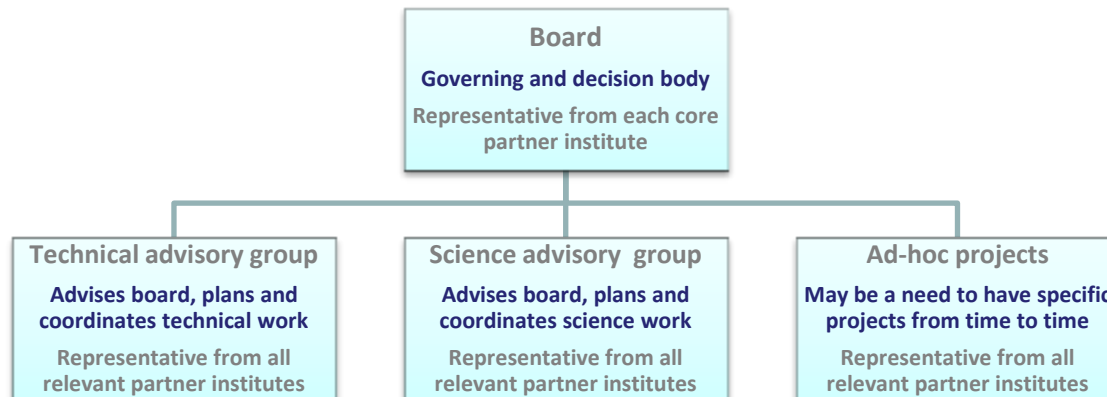 Board
Governing and decision body
Representative from each core
partner institute
Technical advisory group
Advises board, plans and
coordinates technical work
Representative from all
relevant partner institutes
Science advisory  group
Advises board, plans and
coordinates science work
Representative from all
relevant partner institutes
Ad-hoc projects
May be a need to have specific
projects from time to time
Representative from all
relevant partner institutes